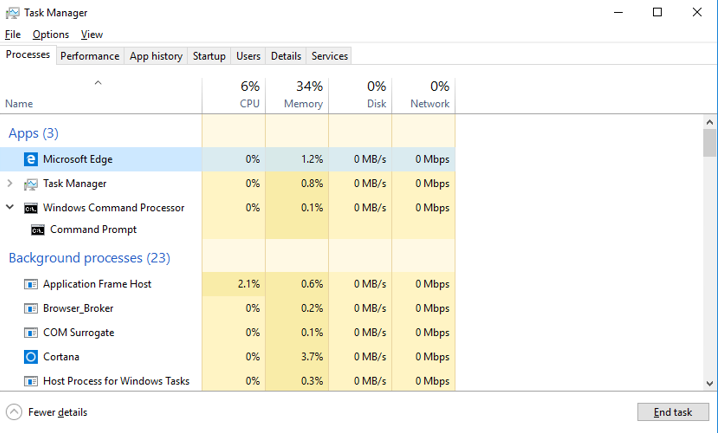 Task Manager
File Options View
Processes Performance App history Startup Users Details Services
6% 34% 0% 0%
Name CPU Memory Disk Network
Apps (3)
Microsoft Edge 0% 1.2% 0 MB/s 0 Mbps
Task Manager 0% 0.8% 0 MB/s 0 Mbps
Windows Command Processor 0% 0.1% 0 MB/s 0 Mbps
Command Prompt
Background processes (23)
Application Frame Host 2.1% 0.6% 0 MB/s 0 Mbps
Browser_Broker 0% 0.2% 0 MB/s 0 Mbps
COM Surrogate 0% 0.1% 0 MB/s 0 Mbps
Cortana 0% 3.7% 0 MB/s 0 Mbps
Host Process for Windows Tasks 0% 0.3% 0 MB/s 0 Mbps
Fewer details End task